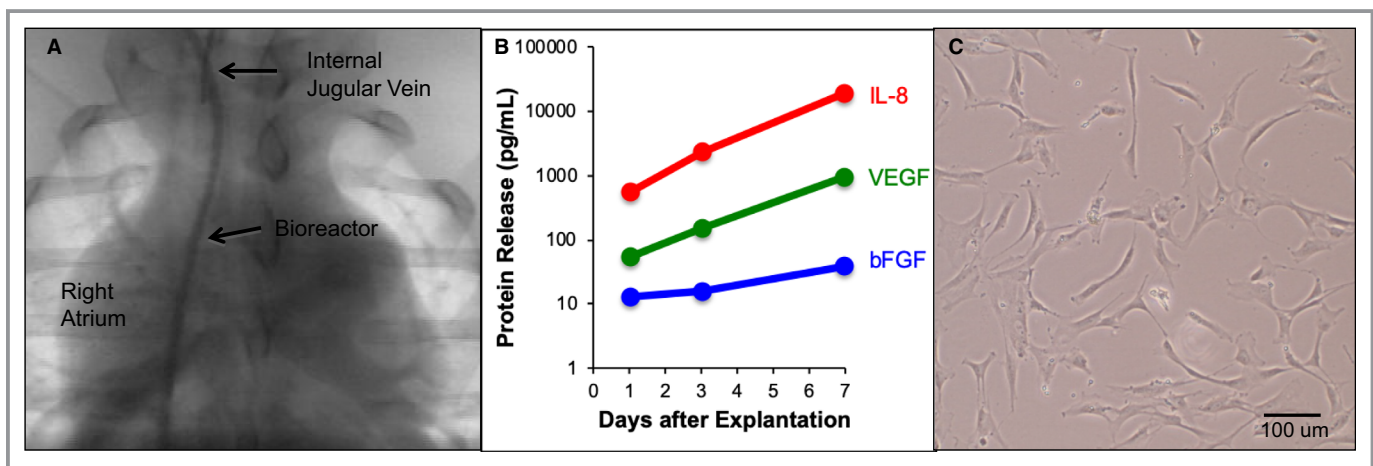 A
Internal
Jugular Vein
Bioreactor
Right
Atrium
B
Protein Release (pg/mL)
100000
10000
1000
100
10
1
0 1 2 3 4 5 6 7
IL-8
VEGF
bFGF
Days after Explantation
C
100 um